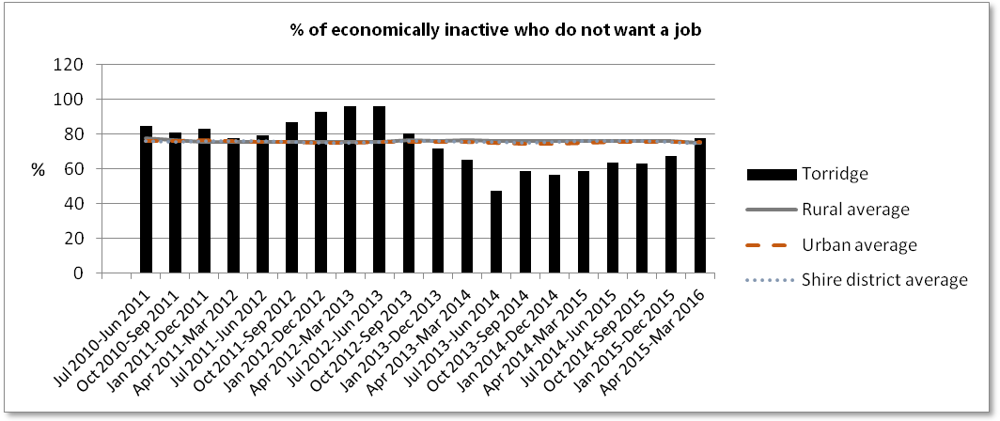 % of economically inactive who do not want a job
120
100
80
60
40
20
0
%
Jul 2010-Jun 2011
Oct 2010-Sep 2011
Jan 2011-Dec 2011
Apr 2011-Mar 2012
Jul 2011-Jun 2012
Oct 2011-Sep 2012
Jan 2012-Dec 2012
Apr 2012-Mar 2013
Jul 2012-Jun 2013
Oct 2012-Sep 2013
Jan 2013-Dec 2013
Apr 2013-Mar 2014
Jul 2013-Jun 2014
Oct 2013-Sep 2014
Jan 2014-Dec 2014
Apr 2014-Mar 2015
Jul 2014-Jun 2015
Oct 2014-Sep 2015
Jan 2015-Dec 2015
Apr 2015-Mar 2016
Torridge
Rural average
Urban average
Shire district average